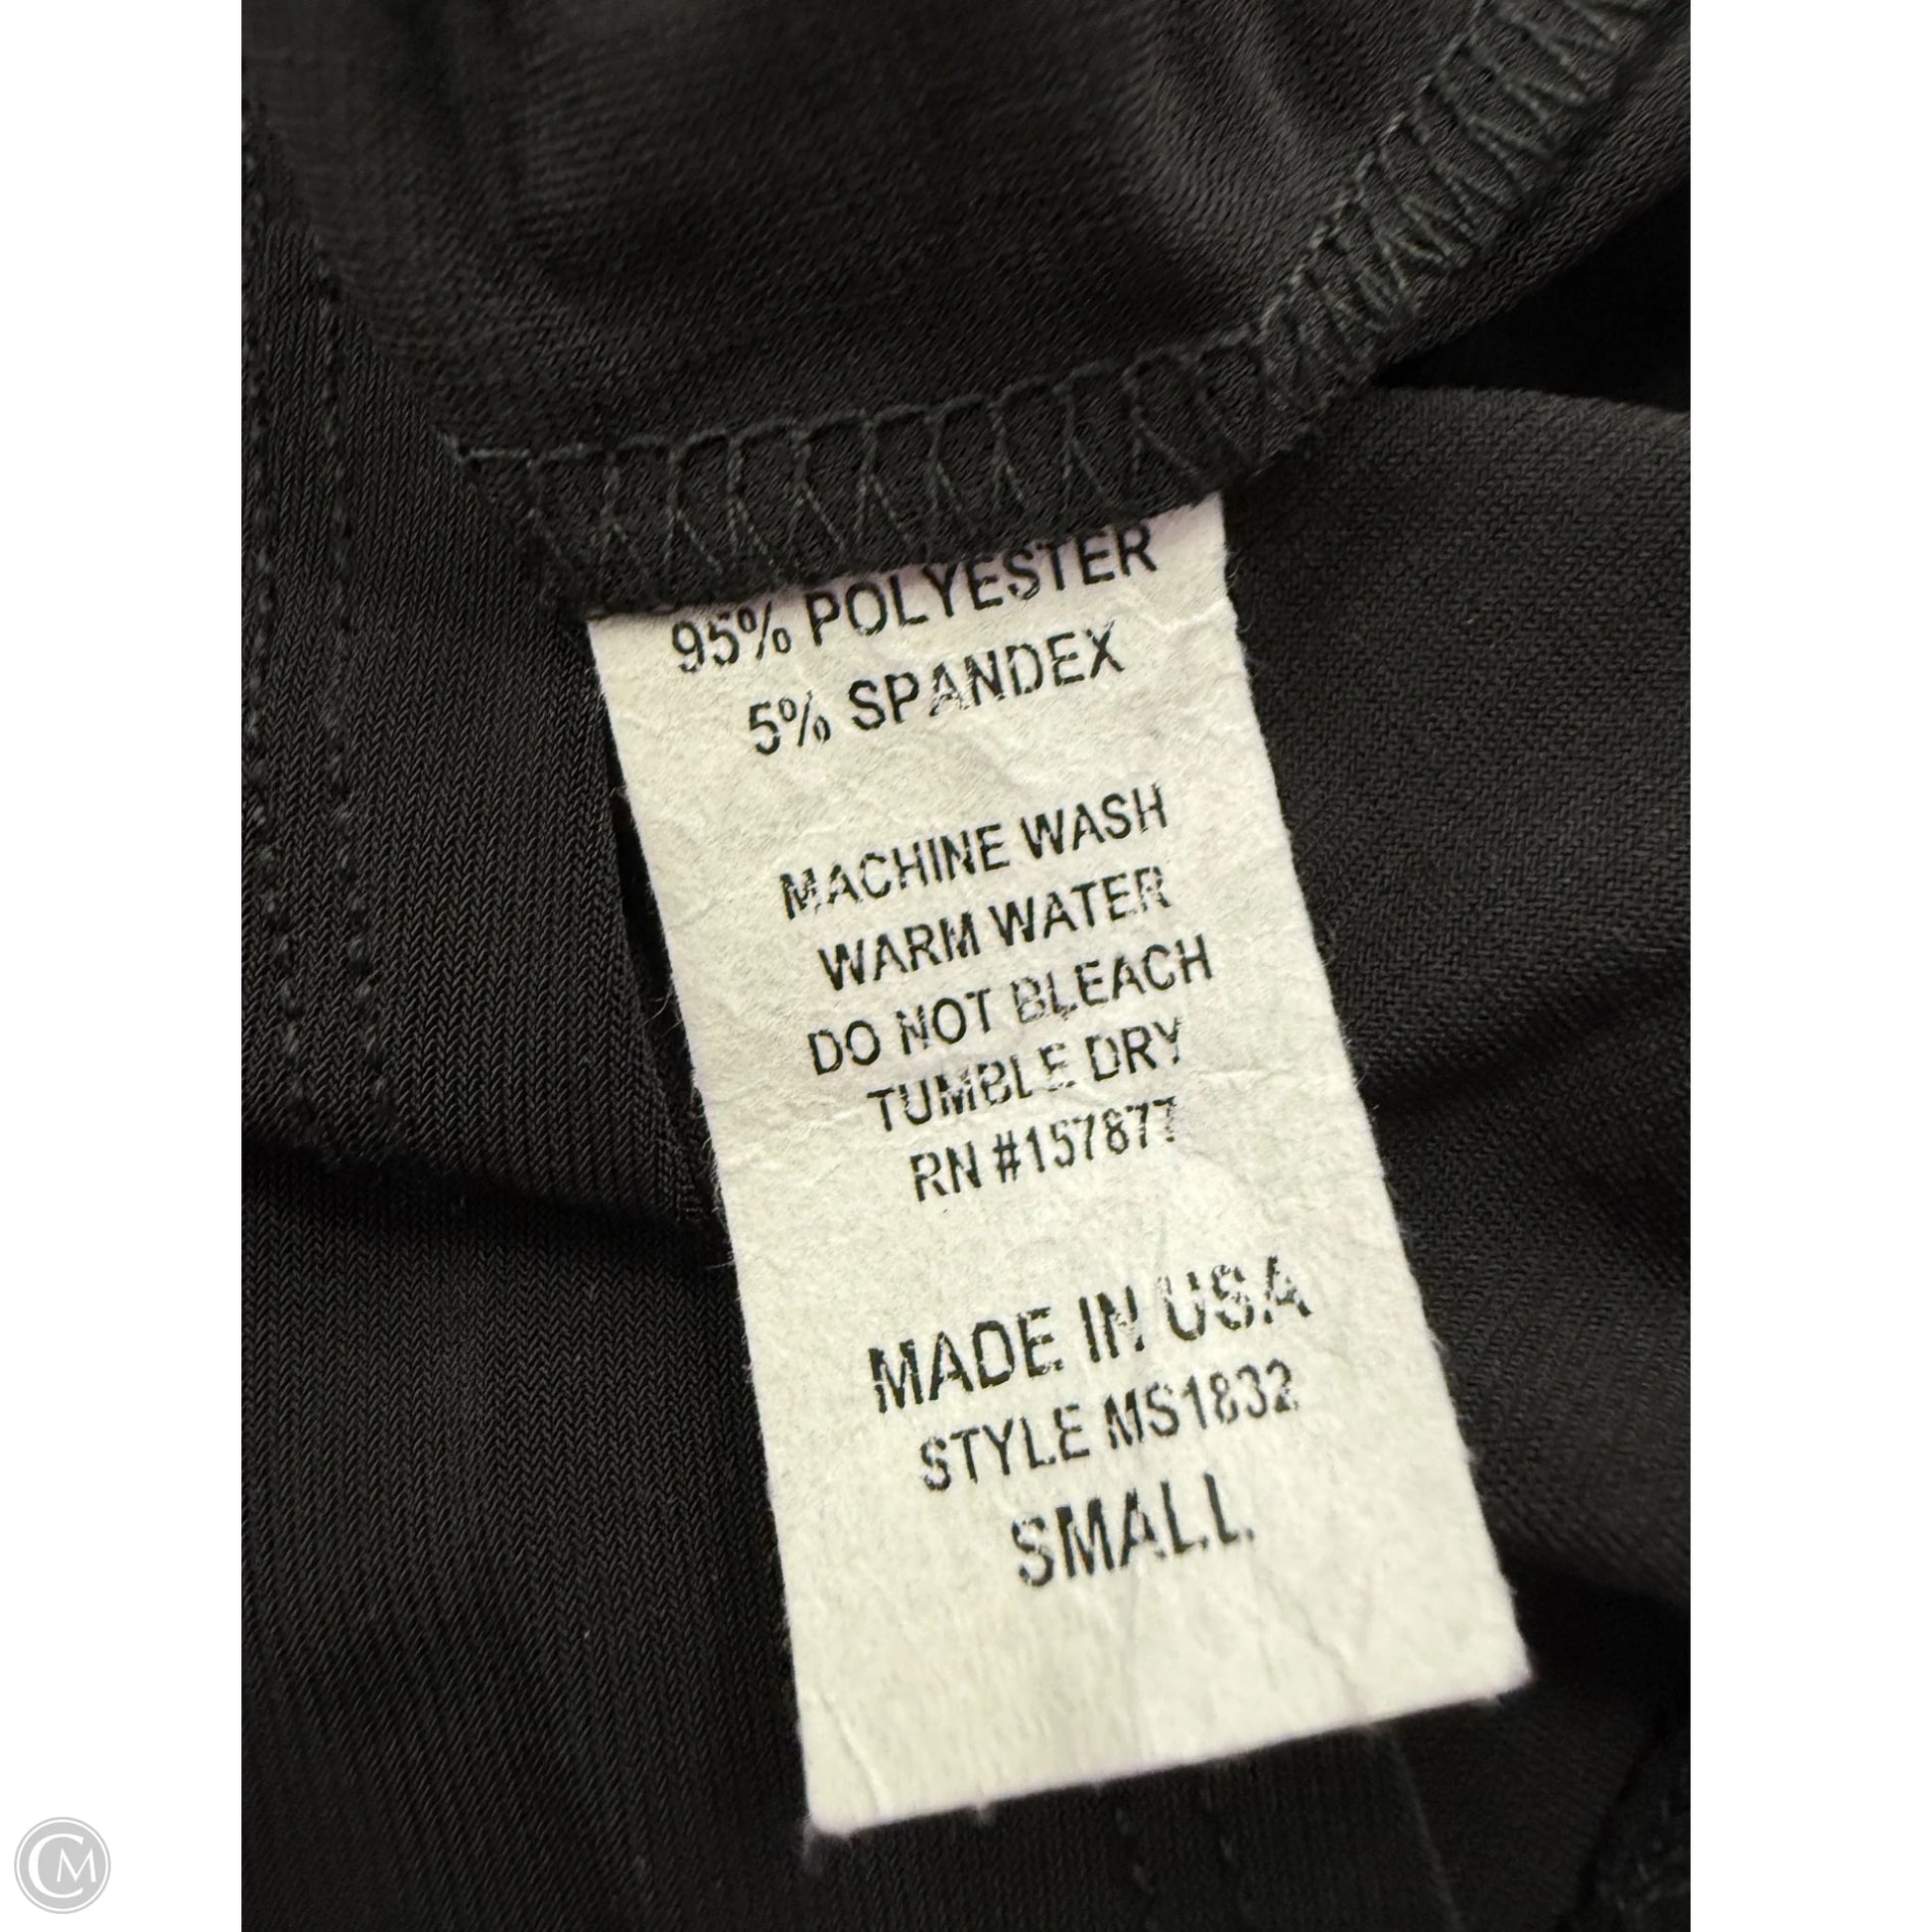 95% POLYESTER
5% SPANDEX
MACHINE WASH
WARM WATER
DO NOT BLEACH
TUMBLE DRY
RN #157877
MADE IN USA
STYLE MS1832
SMALL
CM